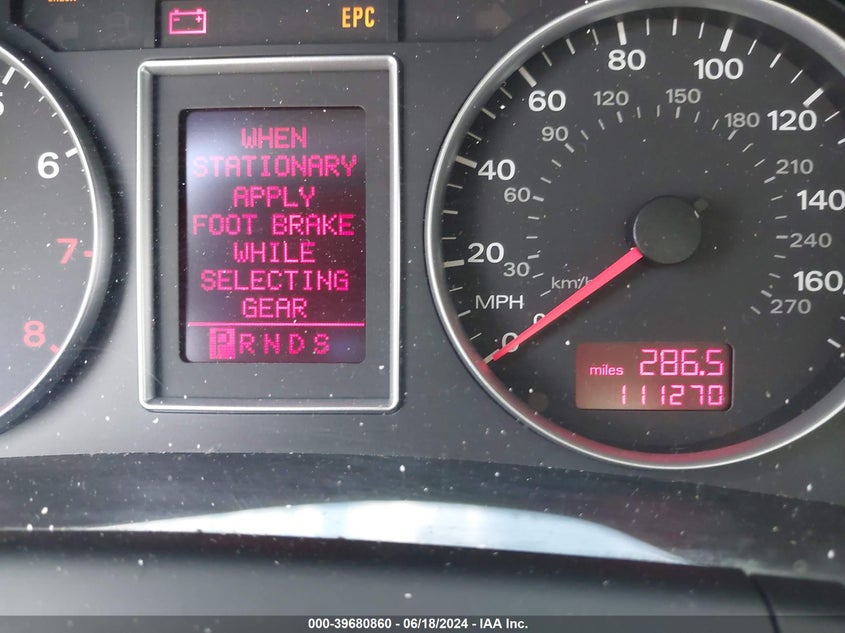 CHECK
EPC
WHEN
STATIONARY
APPLY
FOOT BRAKE
WHILE
SELECTING
GEAR
P R N D S
6
7
8
0
20
40
60
80
100
120
140
160
30
60
90
120
150
180
210
240
270
km/h
MPH
miles 286.5
111270
000-39680860 - 06/18/2024 - IAA Inc.